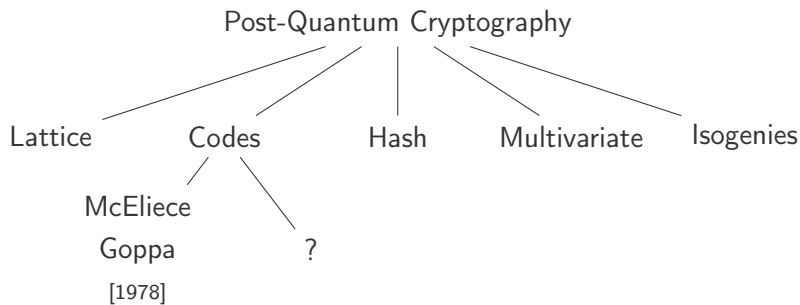 Post-Quantum Cryptography
Lattice Codes Hash Multivariate Isogenies
McEliece
Goppa ?
[1978]